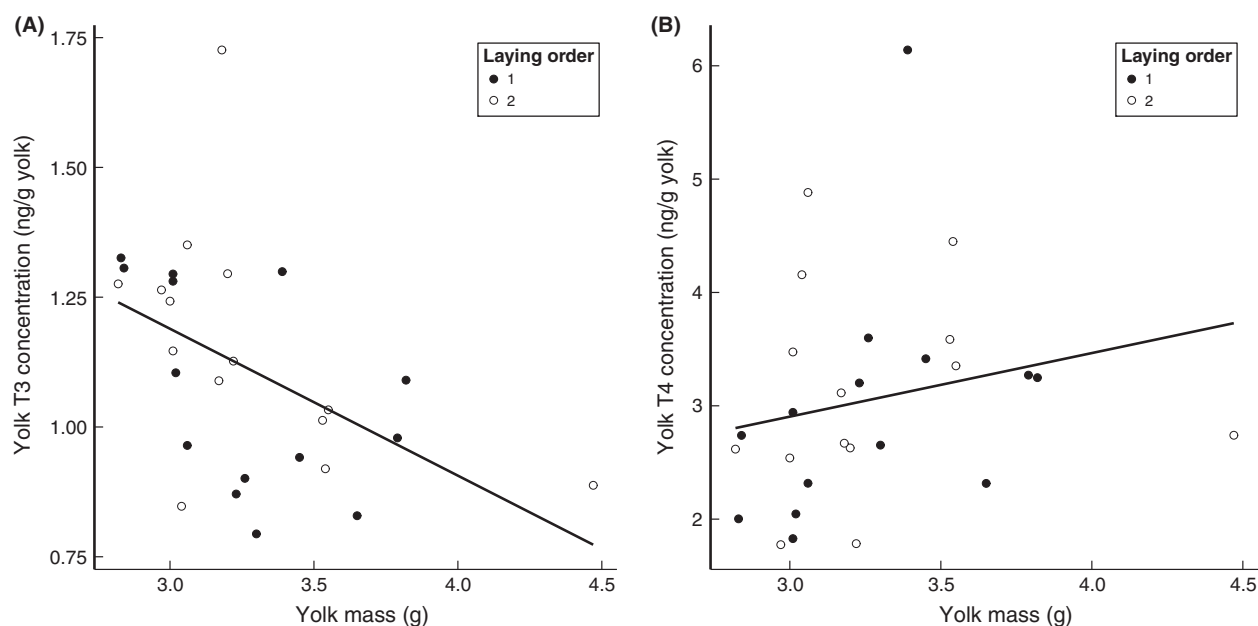 (A)
1.75
1.50
1.25
1.00
0.75
Yolk T3 concentration (ng/g yolk)
Laying order
1
2
3.0 3.5 4.0 4.5
Yolk mass (g)
(B)
6
5
4
3
2
Yolk T4 concentration (ng/g yolk)
Laying order
1
2
3.0 3.5 4.0 4.5
Yolk mass (g)